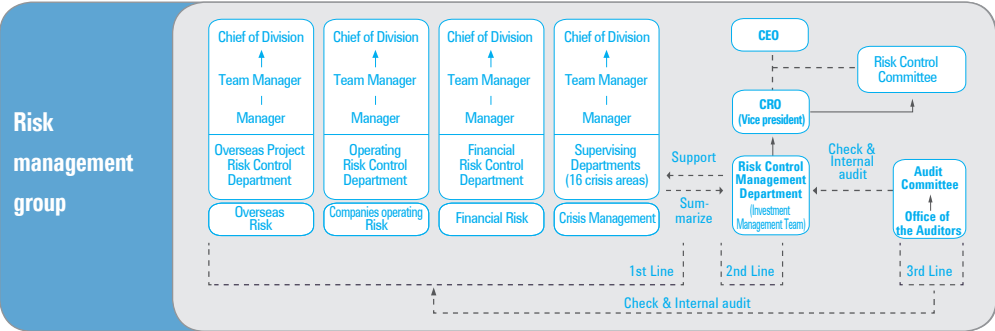 Risk
management
group
Chief of Division
Team Manager
Manager
Overseas Project
Risk Control
Department
Overseas
Risk
Chief of Division
Team Manager
Manager
Operating
Risk Control
Department
Companies operating
Risk
Chief of Division
Team Manager
Manager
Financial
Risk Control
Department
Financial Risk
Chief of Division
Team Manager
Manager
Supervising
Departments
(16 crisis areas)
Crisis Management
Support
Sum-
marize
CEO
Risk Control
Committee
CRO
(Vice president)
Risk Control
Management
Department
(Investment
Management Team)
Check &
Internal
audit
Audit
Committee
Office of
the Auditors
1st Line
2nd Line
3rd Line
Check & Internal audit